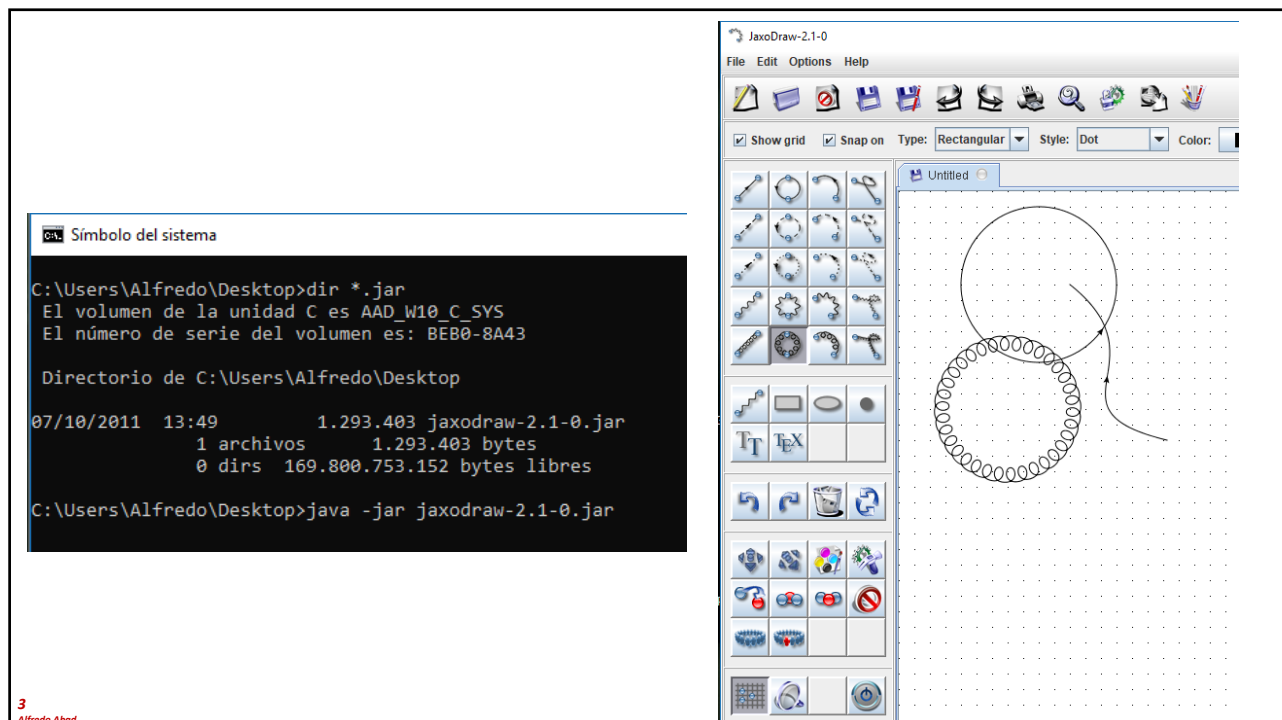 Símbolo del sistema
C:\Users\Alfredo\Desktop>dir *.jar
El volumen de la unidad C es AAD_W10_C_SYS
El número de serie del volumen es: BEB0-8A43
Directorio de C:\Users\Alfredo\Desktop
07/10/2011 13:49 1.293.403 jaxodraw-2.1-0.jar
1 archivos 1.293.403 bytes
0 dirs 169.800.753.152 bytes libres
C:\Users\Alfredo\Desktop>java -jar jaxodraw-2.1-0.jar
JaxoDraw-2.1-0
File Edit Options Help
Show grid Snap on Type: Rectangular Style: Dot Color:
Untitled
TT TEX
3
Alfredo Abad